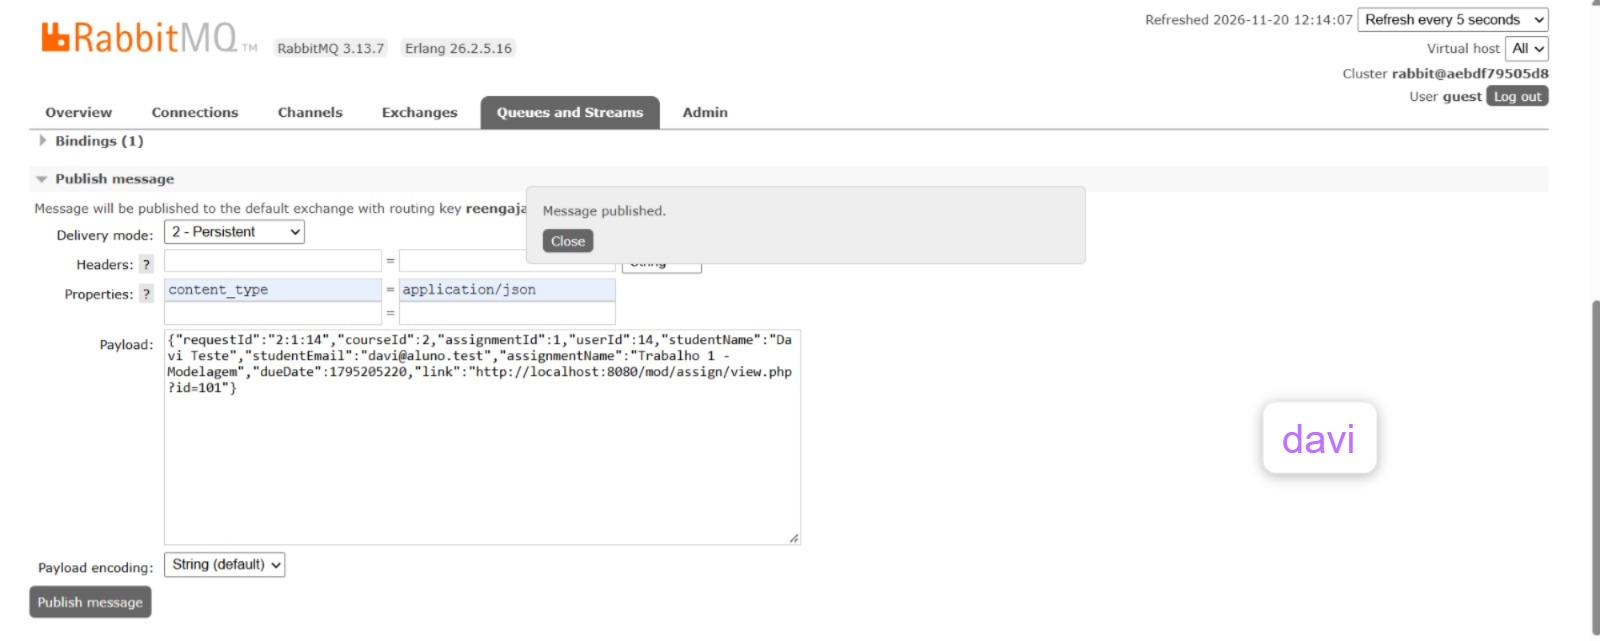 RabbitMQ TM RabbitMQ 3.13.7 Erlang 26.2.5.16
Refreshed 2026-11-20 12:14:07 Refresh every 5 seconds
Virtual host All
Cluster rabbit@aebdf79505d8
User guest Log out
Overview Connections Channels Exchanges Queues and Streams Admin
Bindings (1)
Publish message
Message will be published to the default exchange with routing key reengaja
Message published.
Close
Delivery mode: 2 - Persistent
Headers: ? =
Properties: ? content_type = application/json
=
Payload: {"requestId":"2:1:14","courseId":2,"assignmentId":1,"userId":14,"studentName":"Da
vi Teste","studentEmail":"davi@aluno.test","assignmentName":"Trabalho 1 -
Modelagem","dueDate":1795205220,"link":"http://localhost:8080/mod/assign/view.php
?id=101"}
davi
Payload encoding: String (default)
Publish message